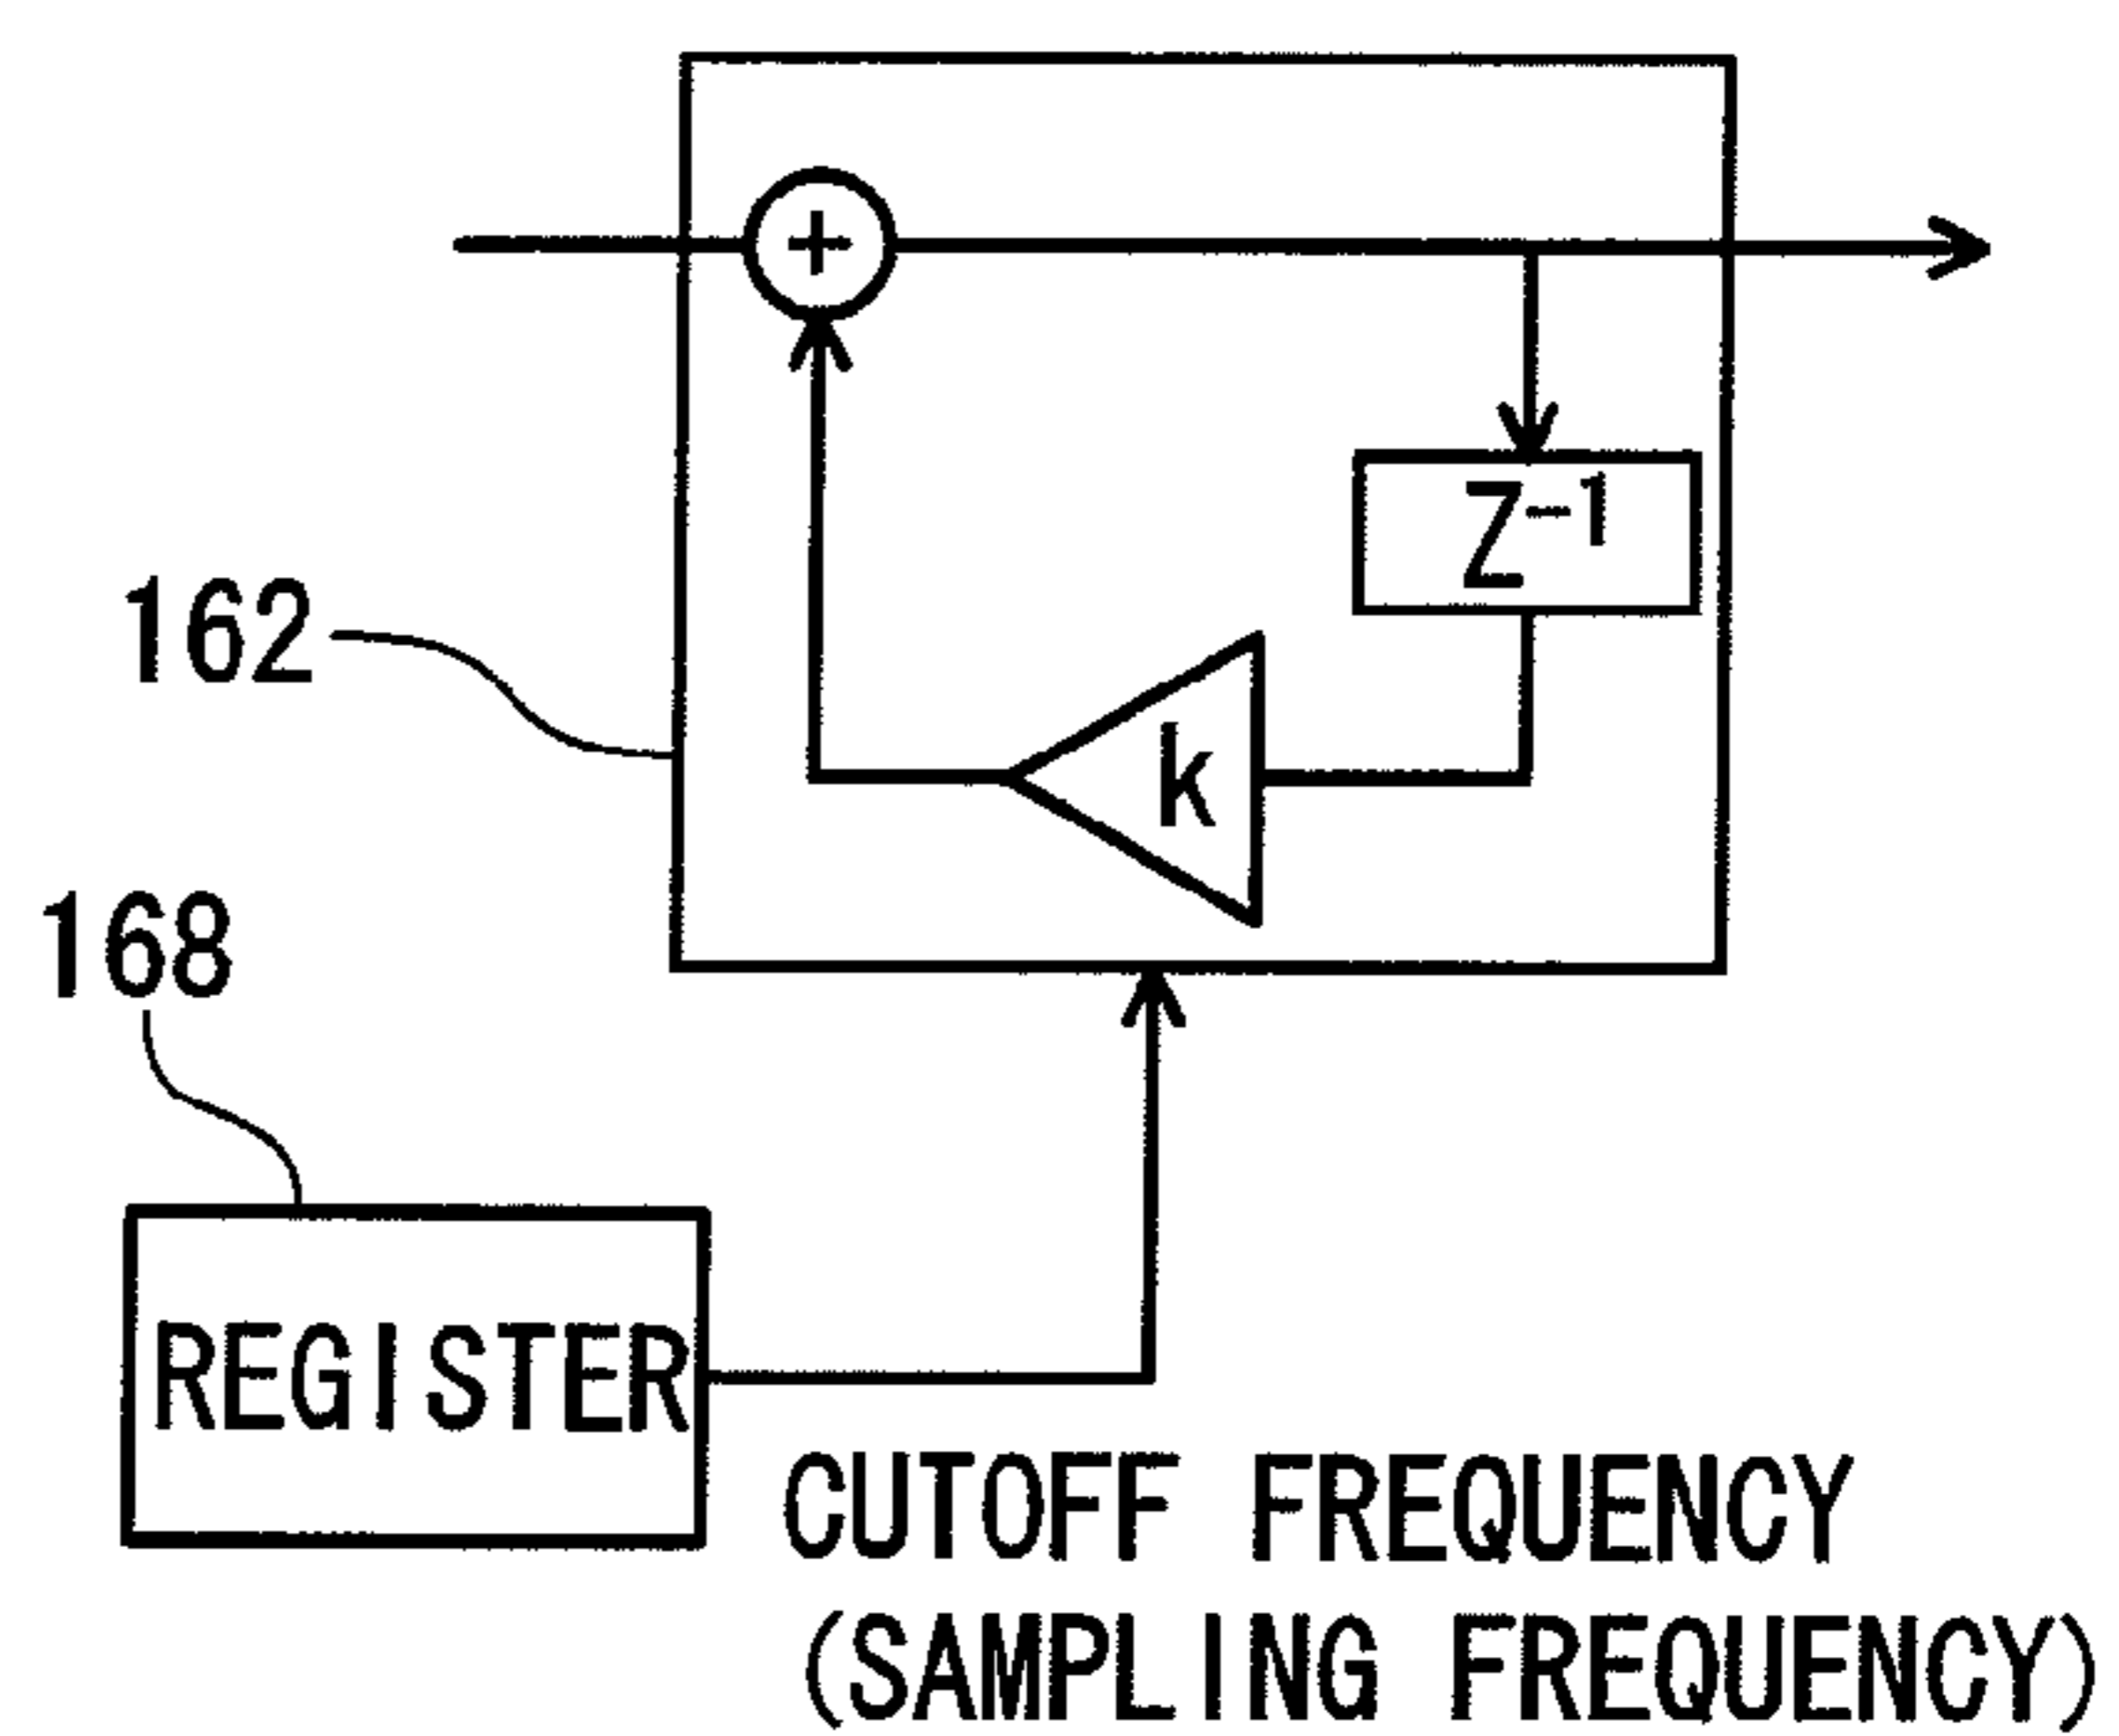 +
Z⁻¹
162
k
168
REGISTER
CUTOFF FREQUENCY
(SAMPLING FREQUENCY)